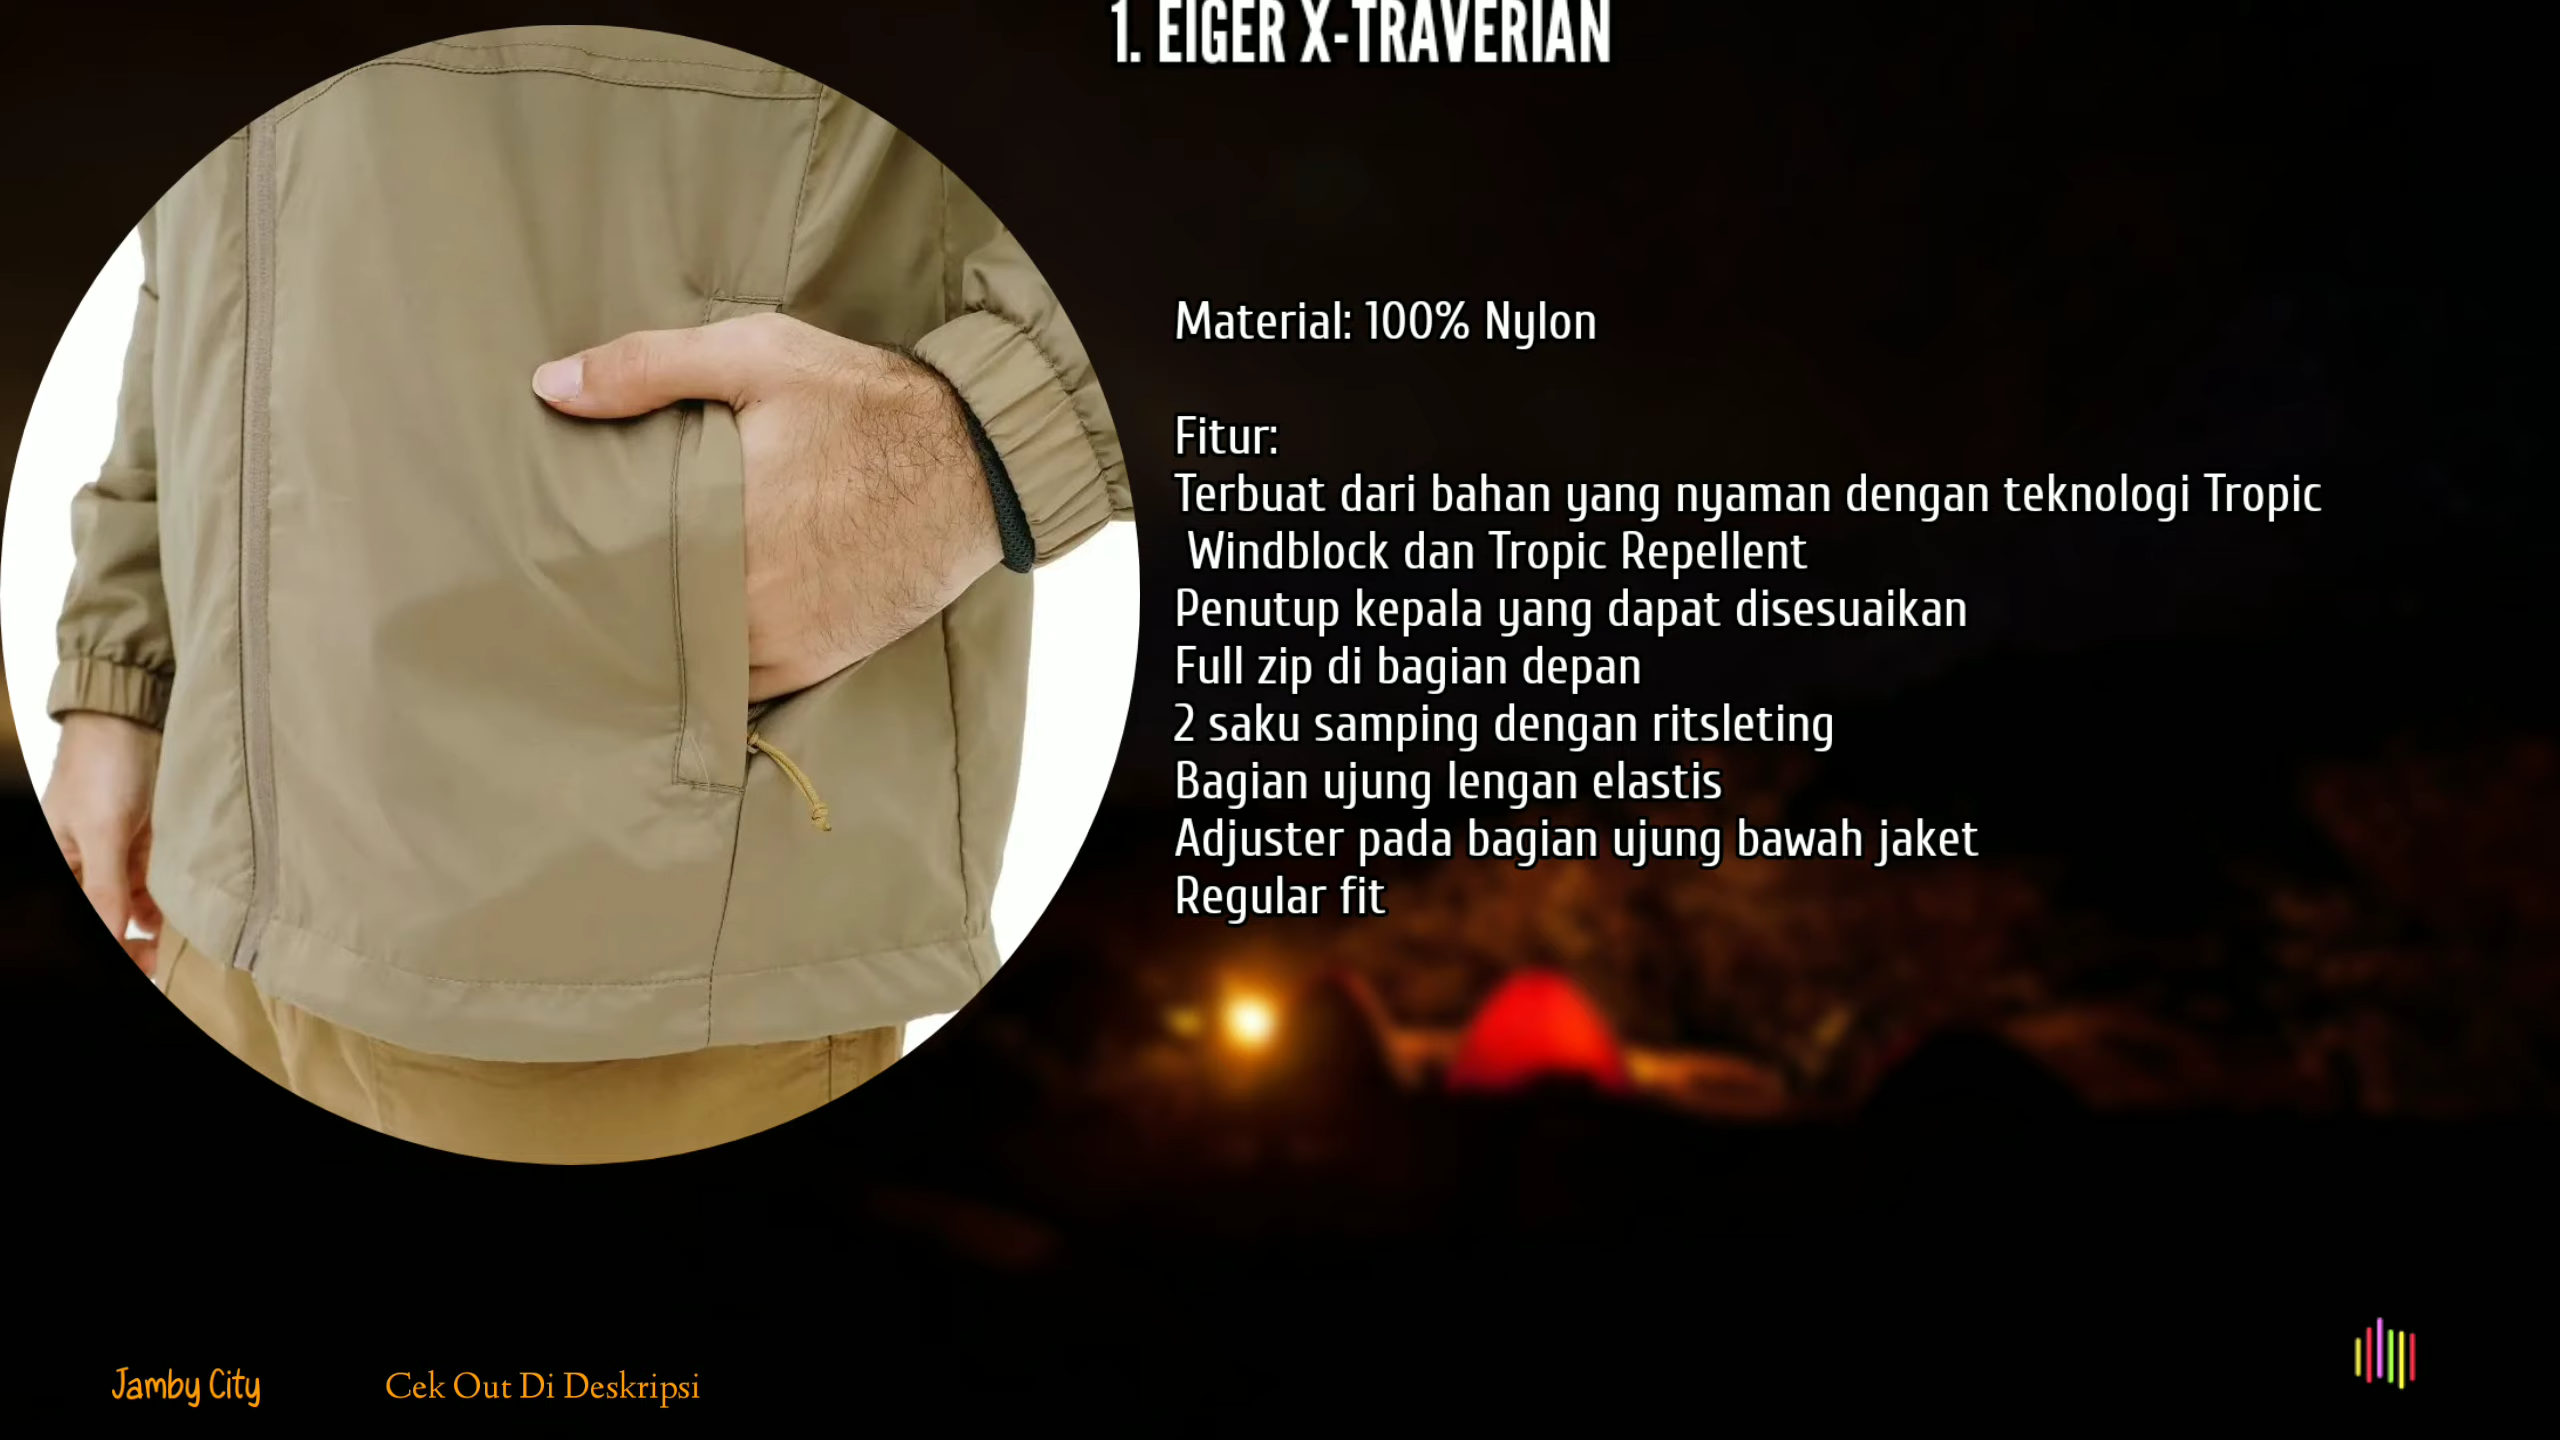 1. EIGER X-TRAVERIAN
Material: 100% Nylon
Fitur:
Terbuat dari bahan yang nyaman dengan teknologi Tropic
Windblock dan Tropic Repellent
Penutup kepala yang dapat disesuaikan
Full zip di bagian depan
2 saku samping dengan ritsleting
Bagian ujung lengan elastis
Adjuster pada bagian ujung bawah jaket
Regular fit
Jamby City
Cek Out Di Deskripsi